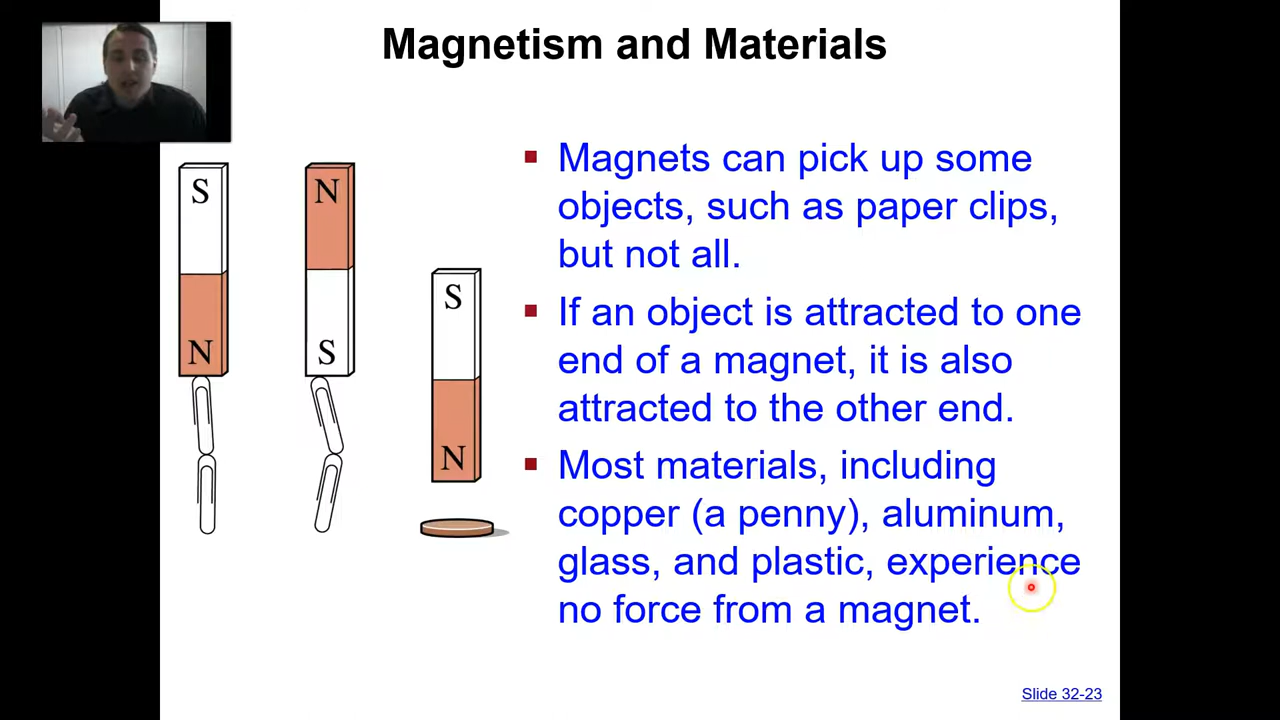 Magnetism and Materials
S
N
N
S
S
N
Magnets can pick up some
objects, such as paper clips,
but not all.
If an object is attracted to one
end of a magnet, it is also
attracted to the other end.
Most materials, including
copper (a penny), aluminum,
glass, and plastic, experience
no force from a magnet.
Slide 32-23